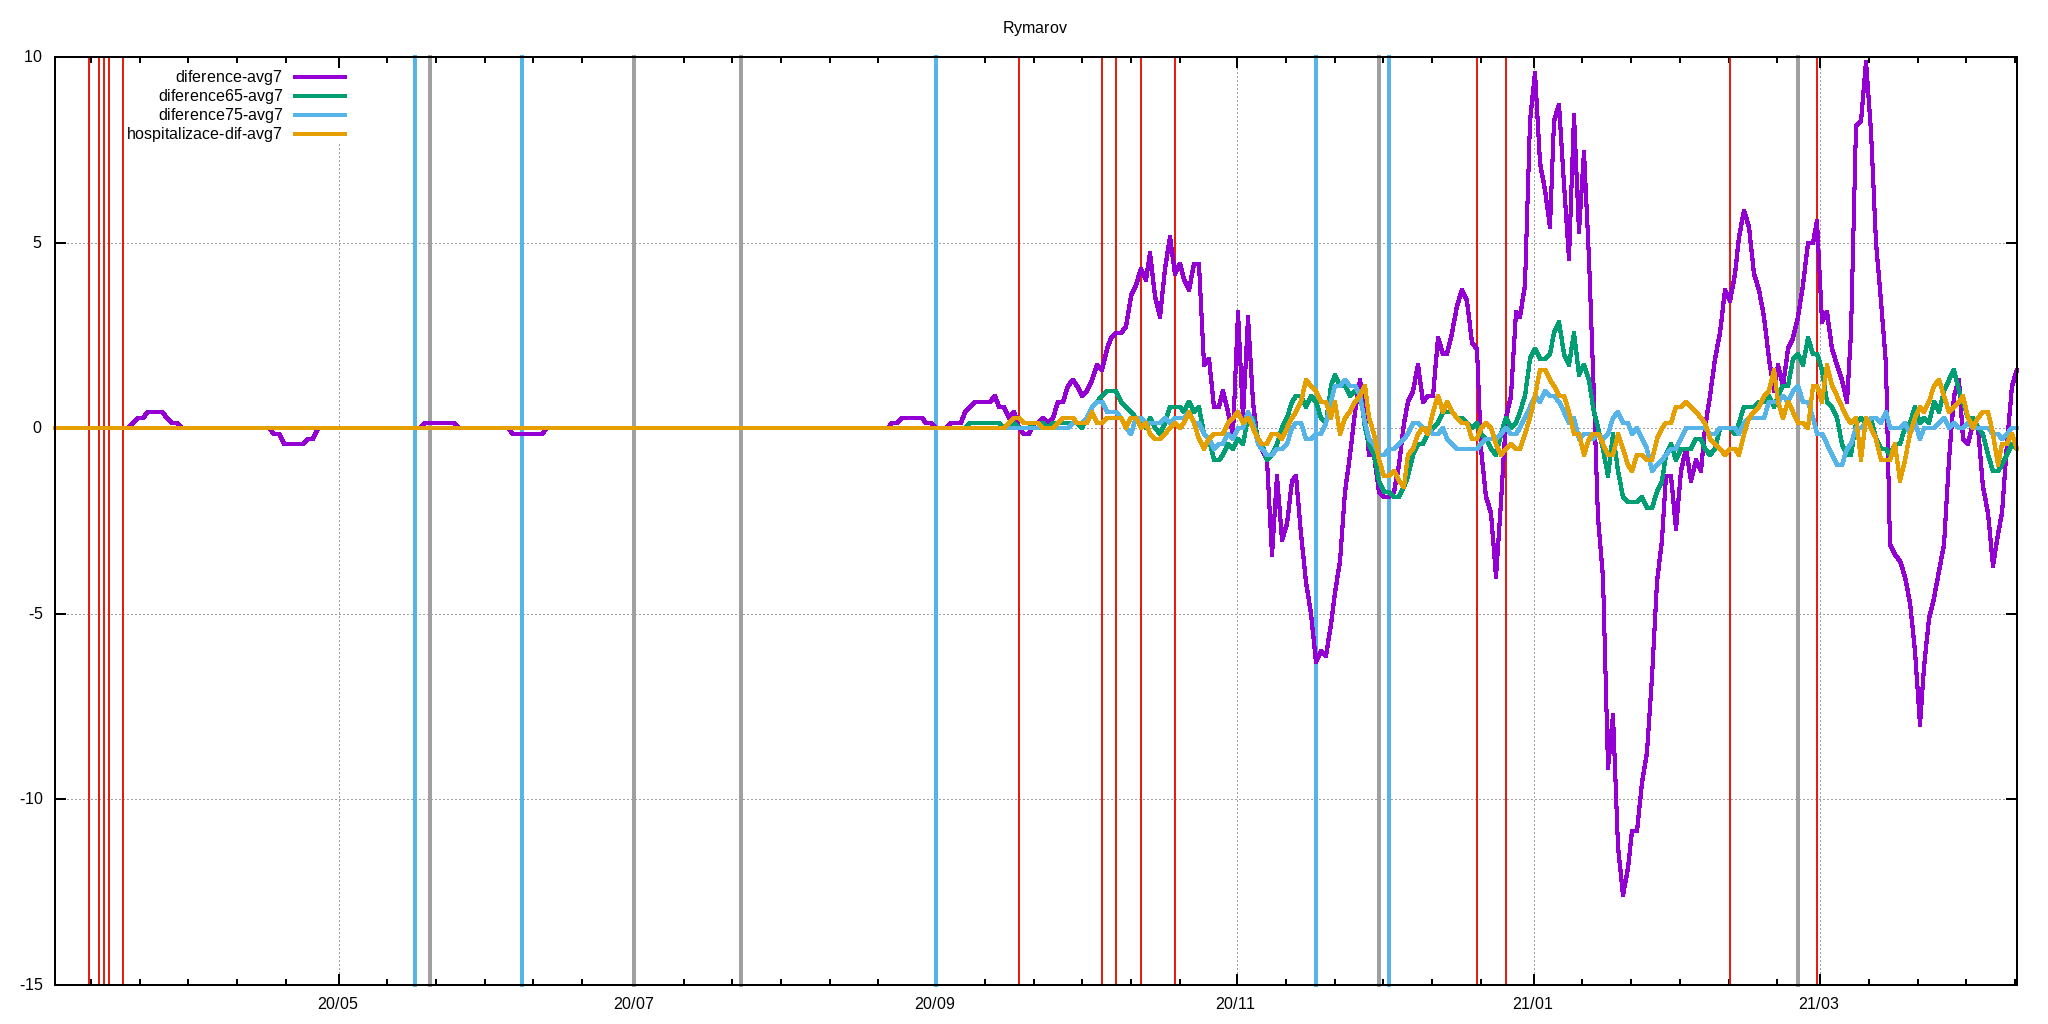 Rymarov
10
diference-avg7
diference65-avg7
diference75-avg7
hospitalizace-dif-avg7
5
0
-5
-10
-15
20/05 20/07 20/09 20/11 21/01 21/03